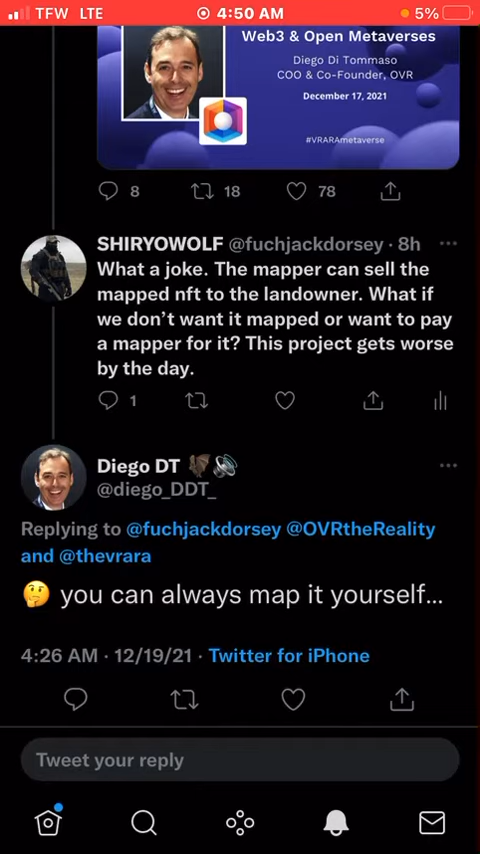 TFW LTE 4:50 AM 5%
Web3 & Open Metaverses
Diego Di Tommaso
COO & Co-Founder, OVR
December 17, 2021
#VRARAmetaverse
8 18 78
SHIRYOWOLF @fuchjackdorsey · 8h
What a joke. The mapper can sell the
mapped nft to the landowner. What if
we don’t want it mapped or want to pay
a mapper for it? This project gets worse
by the day.
1
Diego DT 🦇🔊
@diego_DDT_
Replying to @fuchjackdorsey @OVRtheReality
and @thevrara
🤔 you can always map it yourself...
4:26 AM · 12/19/21 · Twitter for iPhone
Tweet your reply